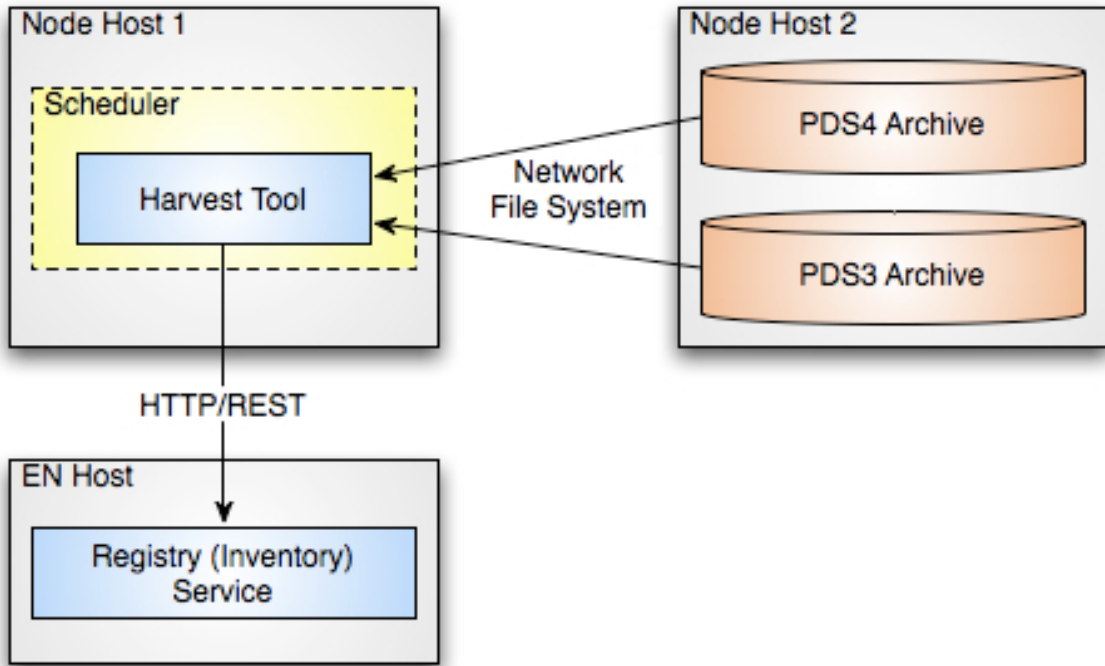 Node Host 1
Scheduler
Harvest Tool
Network
File System
Node Host 2
PDS4 Archive
PDS3 Archive
HTTP/REST
EN Host
Registry (Inventory)
Service